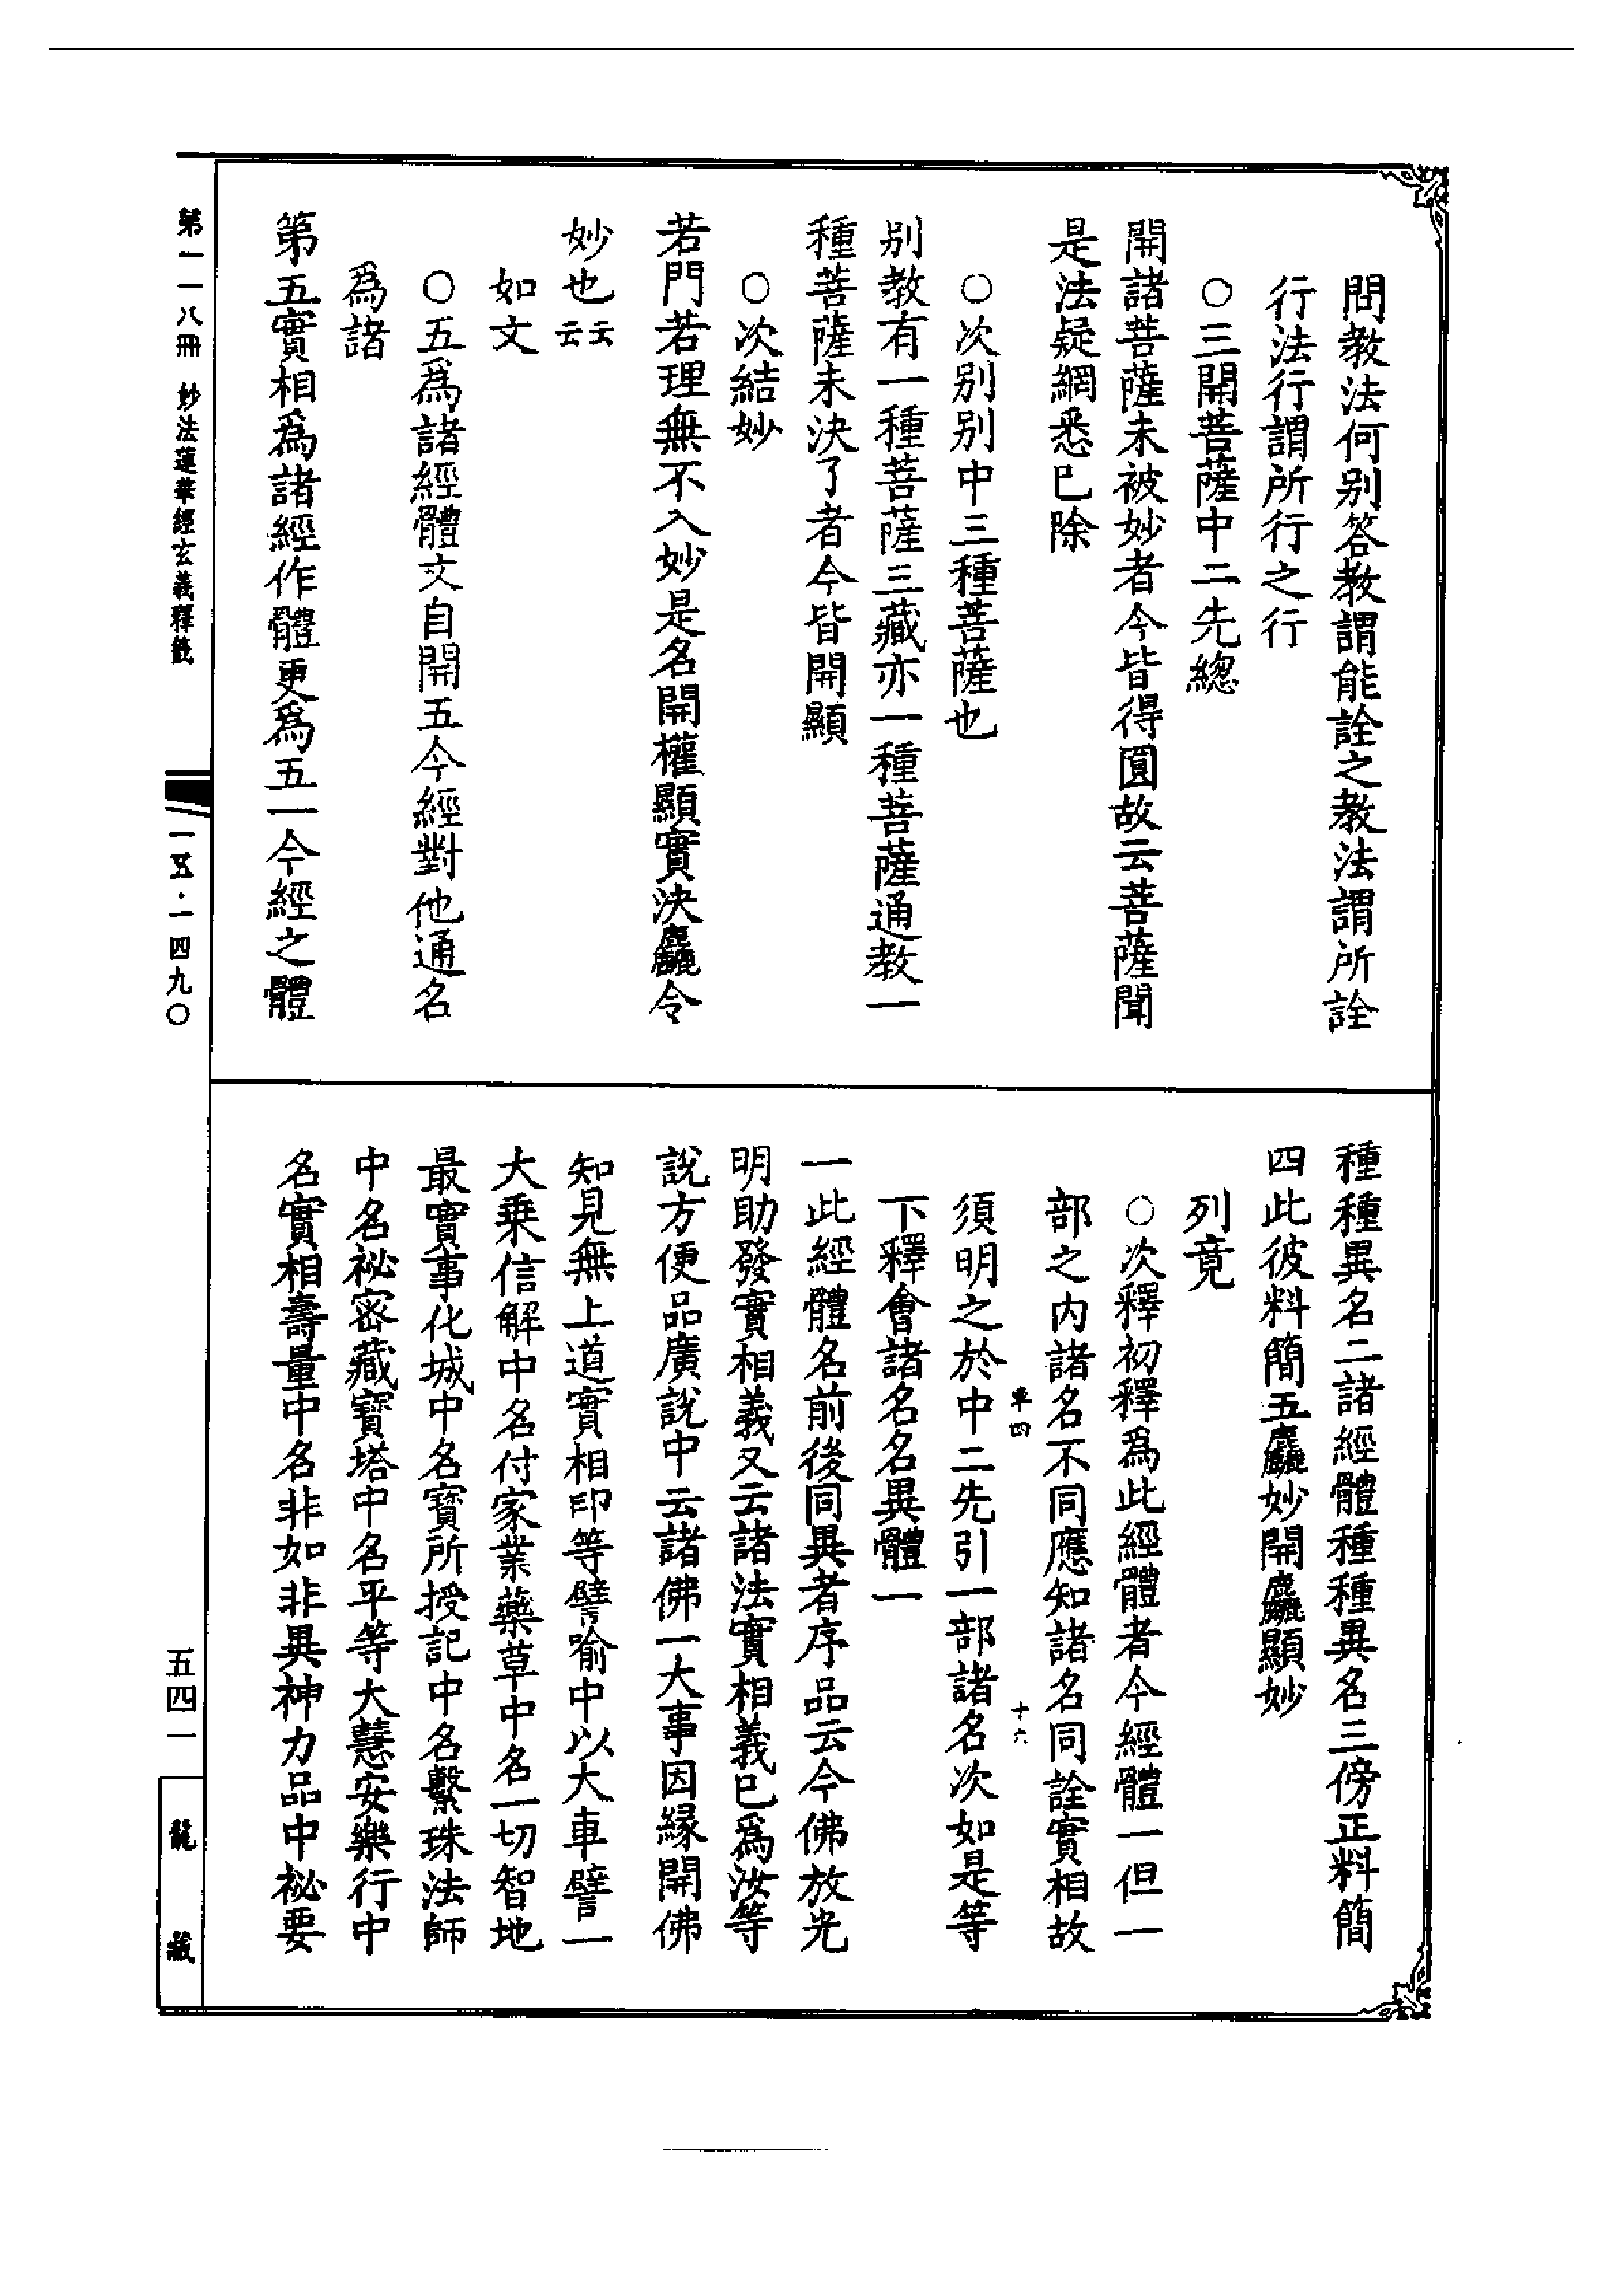 問教法何别答教謂能詮之教法謂所詮
行法行謂所行之行
○三開菩薩中二先總
開諸菩薩未被妙者今皆得圓故云菩薩聞
是法疑網悉已除
○次别别中三種菩薩也
别教有一種菩薩三藏亦一種菩薩通教一
種菩薩未決了者今皆開顯
○次結妙
若門若理無不入妙是名開權顯實決麤令
妙也云云
如文
○五爲諸經體文自開五今經對他通名
爲諸
第五實相爲諸經作體更爲五一今經之體
種種異名二諸經體種種異名三傍正料簡
四此彼料簡五麤妙開麤顯妙
列竟
○次釋初釋爲此經體者今經體一但一
部之内諸名不同應知諸名同詮實相故
車四 十六
須明之於中二先引一部諸名次如是等
下釋會諸名名異體一
一此經體名前後同異者序品云今佛放光
明助發實相義又云諸法實相義已爲汝等
說方便品廣說中云諸佛一大事因緣開佛
知見無上道實相印等譬喻中以大車譬一
大乗信解中名付家業藥草中名一切智地
最實事化城中名寶所授記中名繫珠法師
中名祕密藏寶塔中名平等大慧安樂行中
名實相壽量中名非如非異神力品中祕要
第一一八冊 妙法蓮華經玄義釋籤
一五·一四九〇
五四一
龍藏